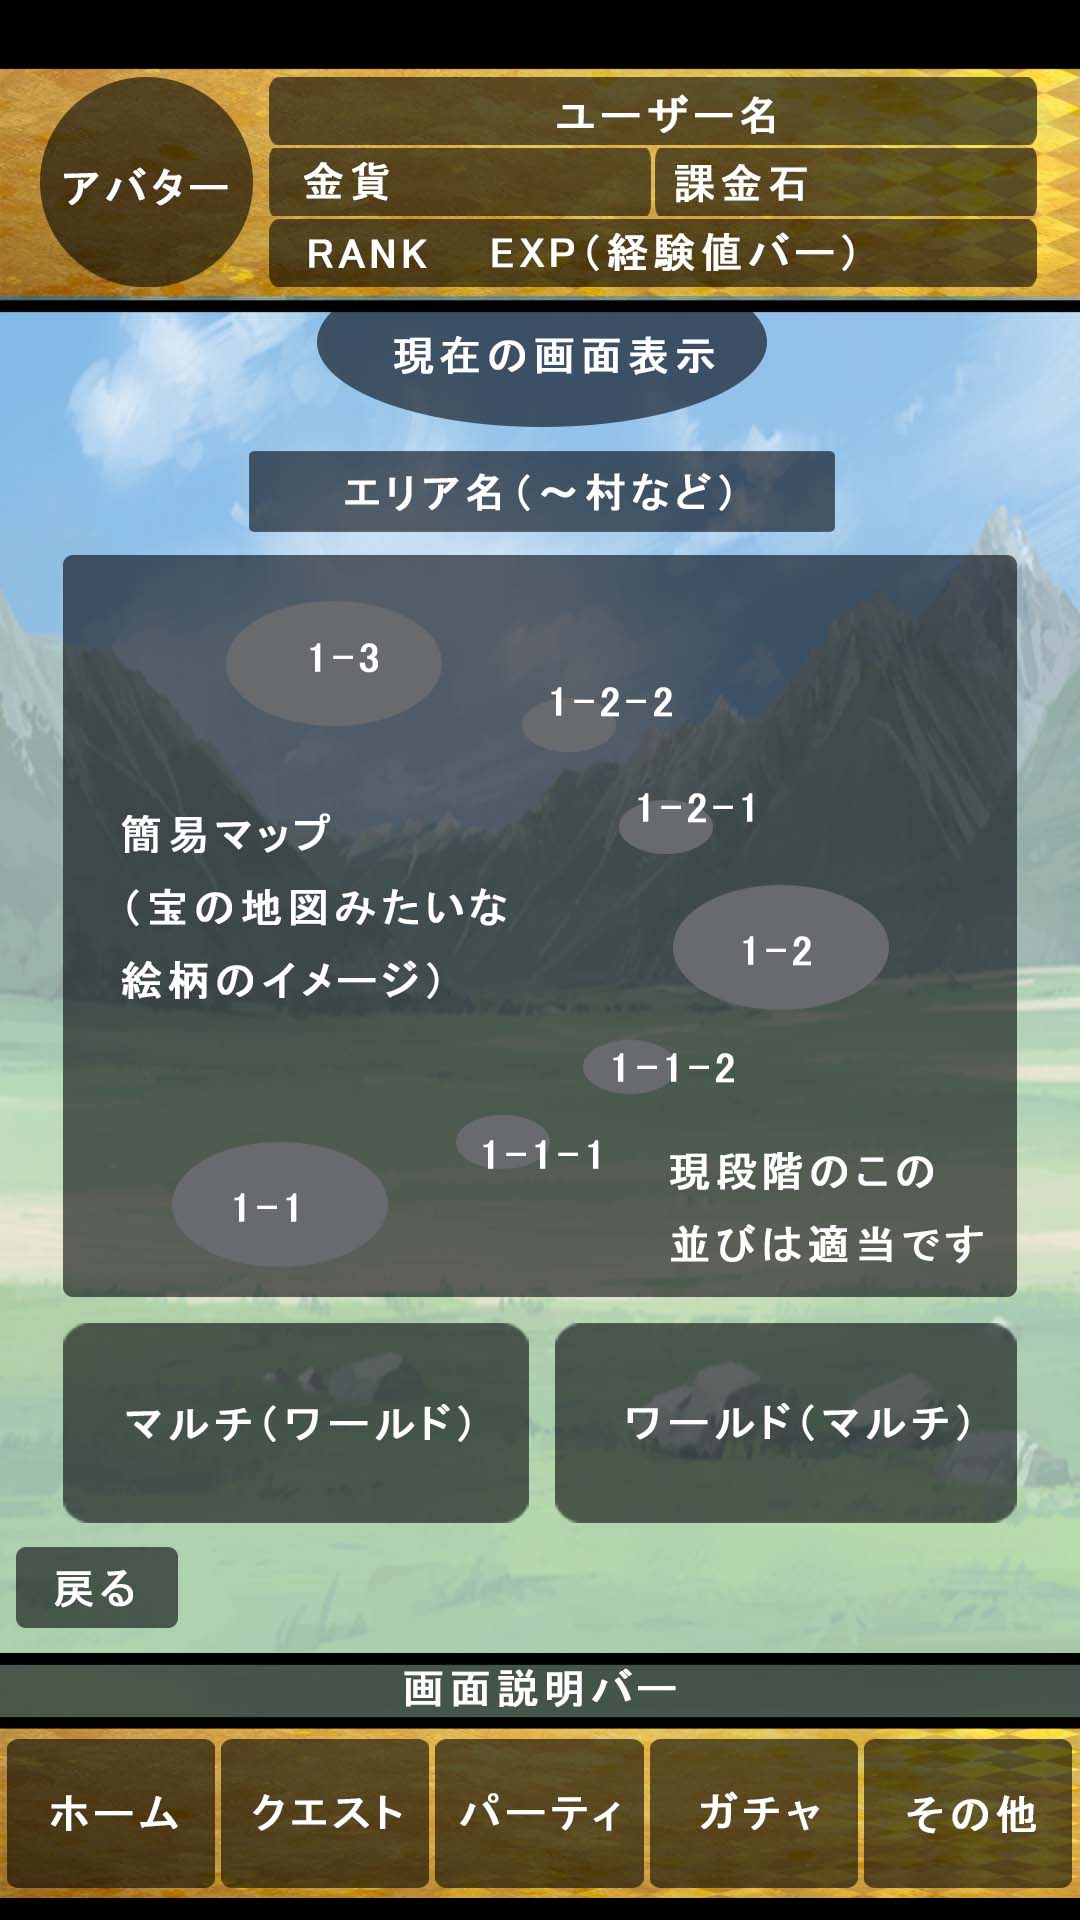 ユーザー名
アバター
金貨
課金石
RANK EXP（経験値バー）
現在の画面表示
エリア名（～村など）
1－3
1－2－2
1－2－1
簡易マップ
（宝の地図みたいな
絵柄のイメージ）
1－2
1－1－2
1－1－1
1－1
現段階のこの
並びは適当です
マルチ（ワールド）
ワールド（マルチ）
戻る
画面説明バー
ホーム
クエスト
パーティ
ガチャ
その他